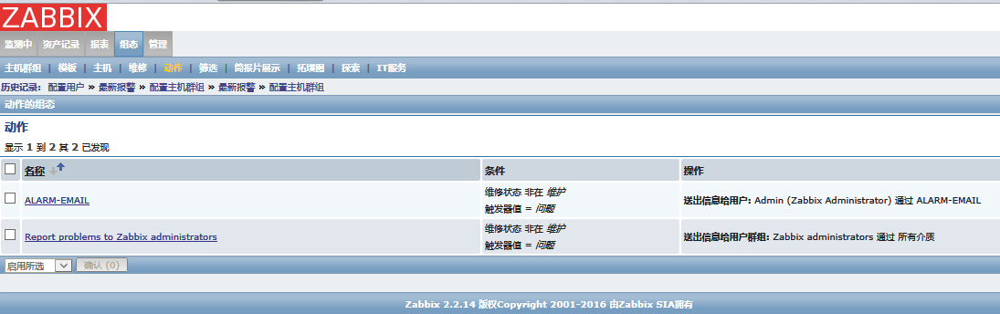 ZABBIX
监测中 资产记录 报表 组态 管理
主机群组 | 模板 | 主机 | 维修 | 动作 | 筛选 | 简报片展示 | 拓墣图 | 探索 | IT服务
历史记录: 配置用户 » 最新报警 » 配置主机群组 » 最新报警 » 配置主机群组
动作的组态
动作
显示 1 到 2 其 2 已发现
名称 条件 操作
ALARM-EMAIL 维修状态 非在 维护 送出信息给用户: Admin (Zabbix Administrator) 通过 ALARM-EMAIL
触发器值 = 问题
Report problems to Zabbix administrators 维修状态 非在 维护 送出信息给用户群组: Zabbix administrators 通过 所有介质
触发器值 = 问题
启用所选 确认 (0)
Zabbix 2.2.14 版权Copyright 2001-2016 由Zabbix SIA拥有